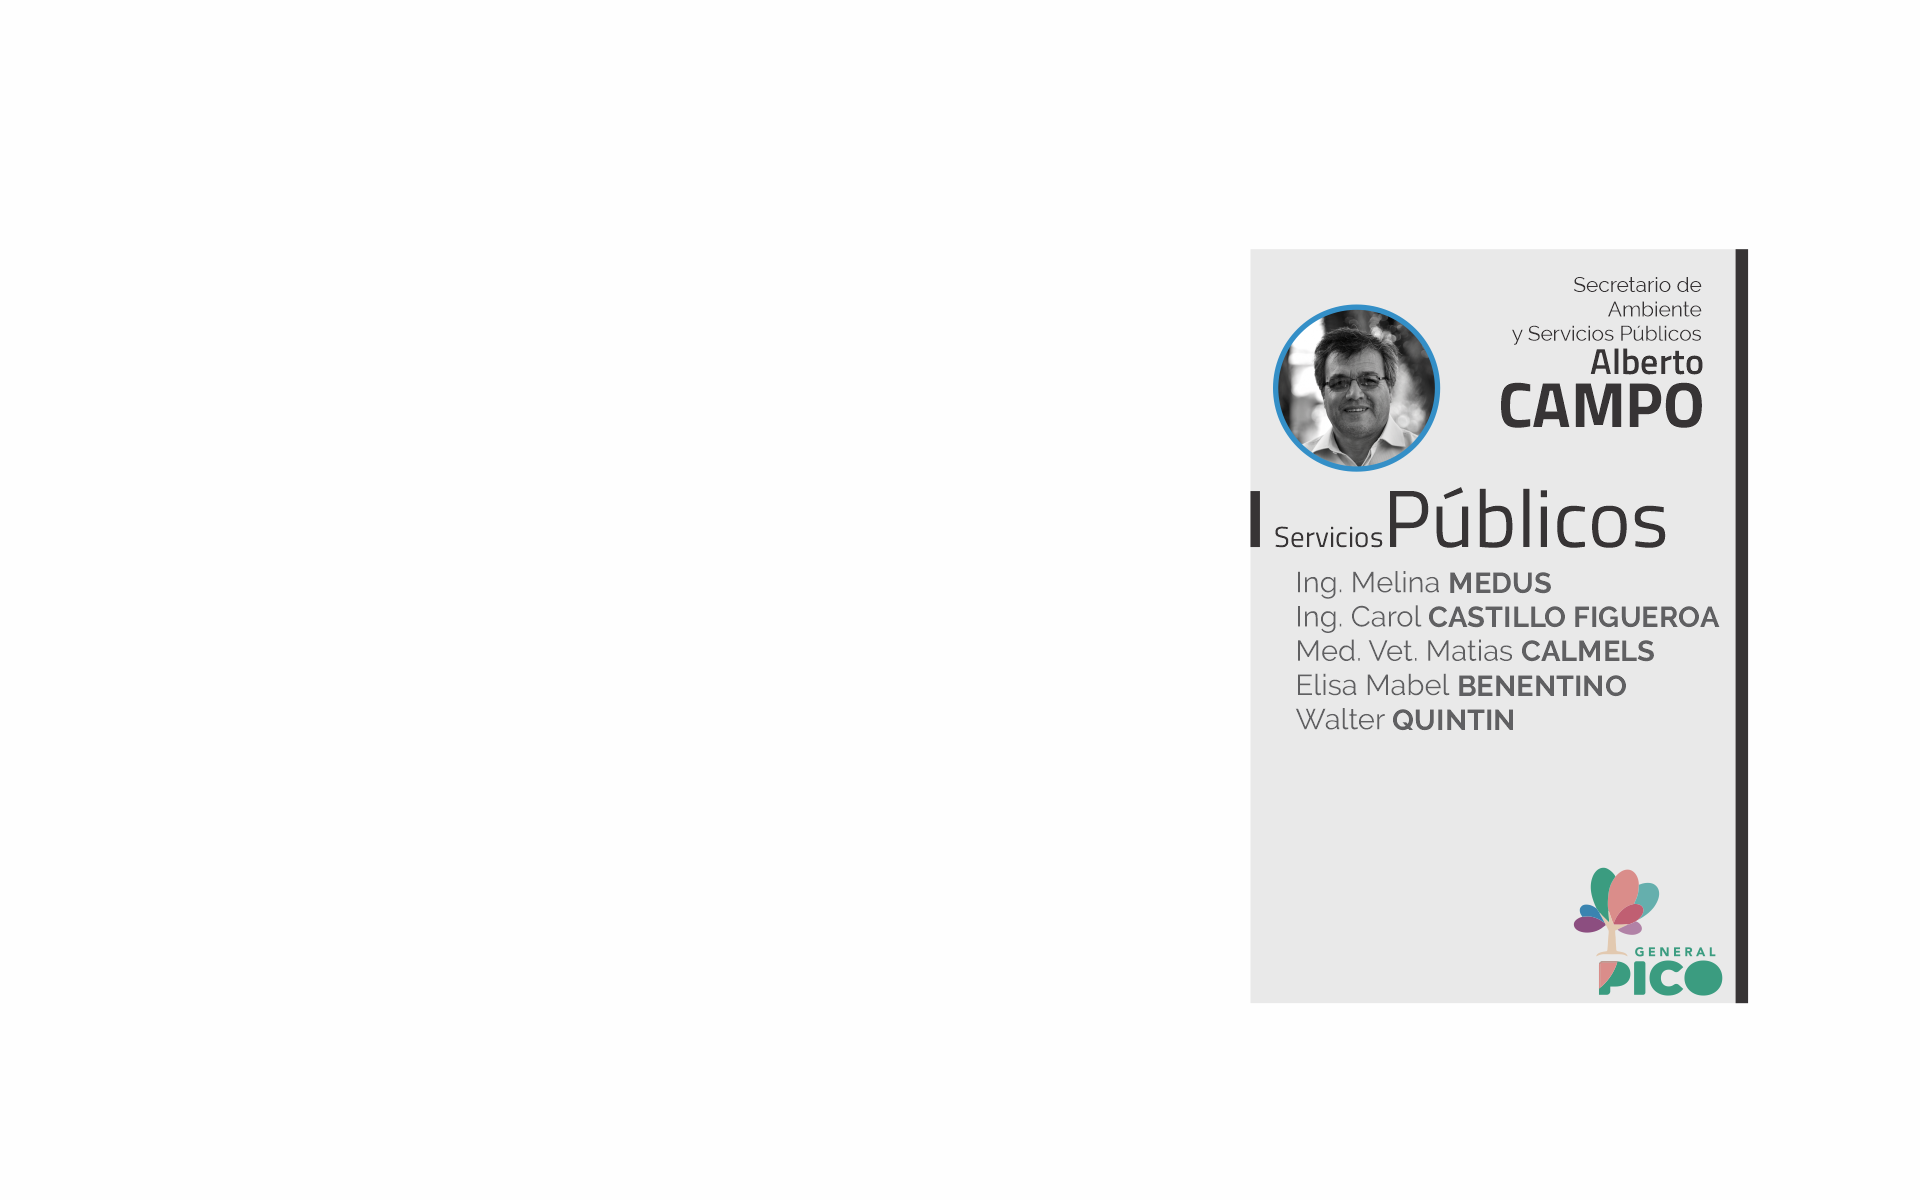 Secretario de
Ambiente
y Servicios Públicos
Alberto
CAMPO
Servicios Públicos
Ing. Melina MEDUS
Ing. Carol CASTILLO FIGUEROA
Med. Vet. Matias CALMELS
Elisa Mabel BENENTINO
Walter QUINTIN
GENERAL
PICO